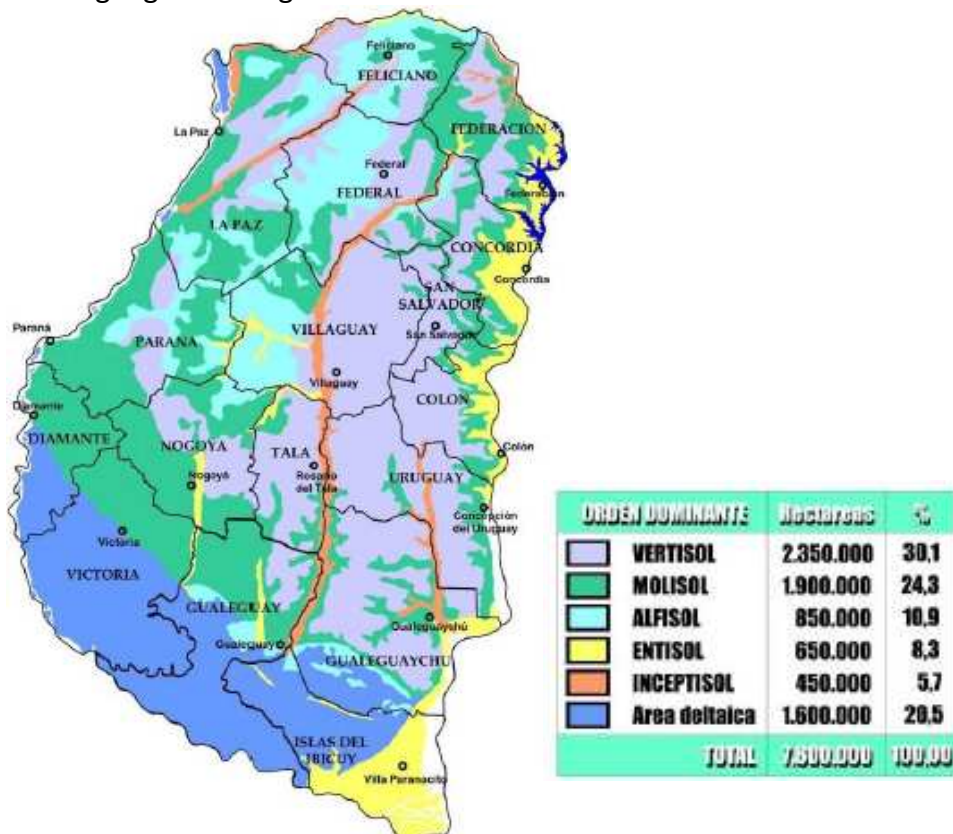 Feliciano
FELICIANO
La Paz
FEDERACIÓN
Federal
FEDERAL
Federación
LA PAZ
CONCORDIA
Concordia
SAN
SALVADOR
San Salvador
Paraná
PARANA
VILLAGUAY
Villaguay
COLON
Diamante
DIAMANTE
NOGOYA
Nogoyá
TALA
Rosario
del Tala
URUGUAY
Colón
Concepción
del Uruguay
Victoria
VICTORIA
GUALEGUAY
Gualeguay
Gualeguaychú
GUALEGUAYCHU
ISLAS DEL
IBICUY
Villa Paranacito
ORDEN DOMINANTE Hectáreas %
VERTISOL 2.350.000 30,1
MOLISOL 1.900.000 24,3
ALFISOL 850.000 10,9
ENTISOL 650.000 8,3
INCEPTISOL 450.000 5,7
Area deltaica 1.600.000 20,5
TOTAL 7.800.000 100,00